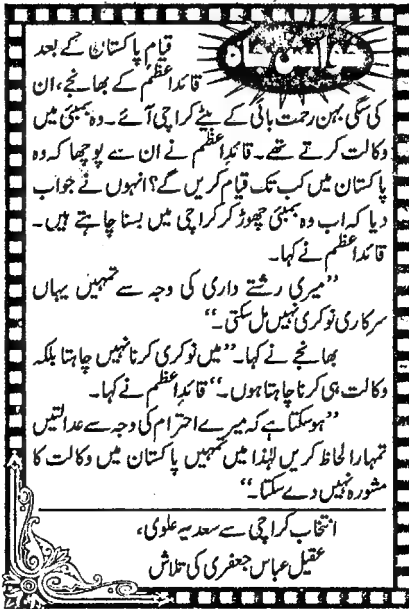 قیام پاکستان کے بعد
قائداعظم کے بھانجے، ان
کی سگی بہن رحمت بائی کے بیٹے کراچی آئے۔ وہ بمبئی میں
وکالت کرتے تھے۔ قائداعظم نے ان سے پوچھا کہ وہ
پاکستان میں کب تک قیام کریں گے؟ انہوں نے جواب
دیا کہ اب وہ بمبئی چھوڑ کر کراچی میں بسنا چاہتے ہیں۔
قائداعظم نے کہا۔
”میری رشتے داری کی وجہ سے تمہیں یہاں
سرکاری نوکری نہیں مل سکتی۔“
بھانجے نے کہا۔ ”میں نوکری کرنا نہیں چاہتا بلکہ
وکالت ہی کرنا چاہتا ہوں۔“ قائداعظم نے کہا۔
”ہو سکتا ہے کہ میرے احترام کی وجہ سے عدالتیں
تمہارا لحاظ کریں لہٰذا میں تمہیں پاکستان میں وکالت کا
مشورہ نہیں دے سکتا۔“
انتخاب کراچی سے سعدیہ علوی،
عقیل عباس جعفری کی تلاش